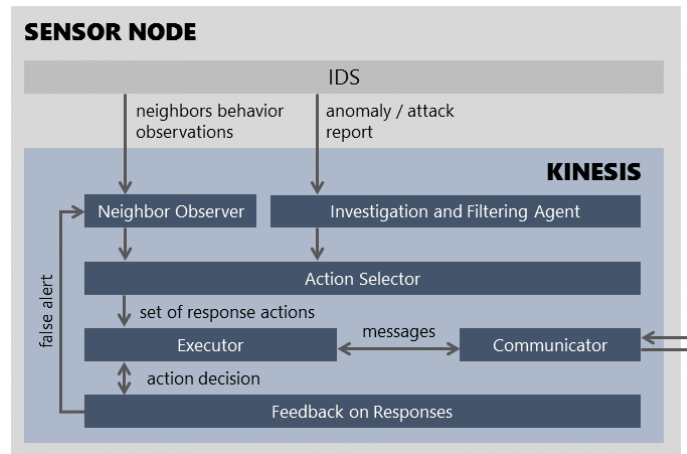 SENSOR NODE
IDS
neighbors behavior
observations
anomaly / attack
report
KINESIS
Neighbor Observer
Investigation and Filtering Agent
Action Selector
false alert
set of response actions
messages
Executor
Communicator
action decision
Feedback on Responses